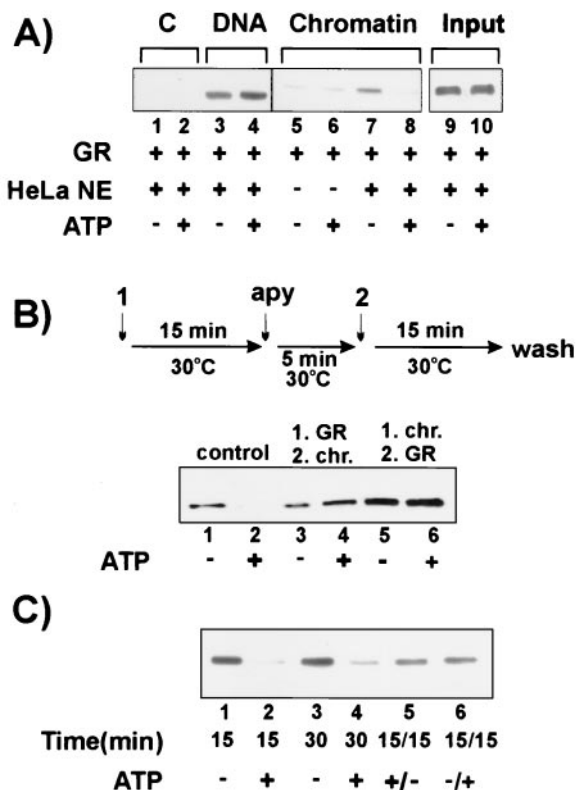 A)
C DNA Chromatin Input
1 2 3 4 5 6 7 8 9 10
GR + + + + + + + + + +
HeLa NE + + + + - - + + + +
ATP - + - + - + - + - +
B)
1 apy 2
15 min 5 min 15 min wash
30°C 30°C 30°C
control 1. GR 1. chr.
2. chr. 2. GR
1 2 3 4 5 6
ATP - + - + - +
C)
1 2 3 4 5 6
Time(min) 15 15 30 30 15/15 15/15
ATP - + - + +/- -/+